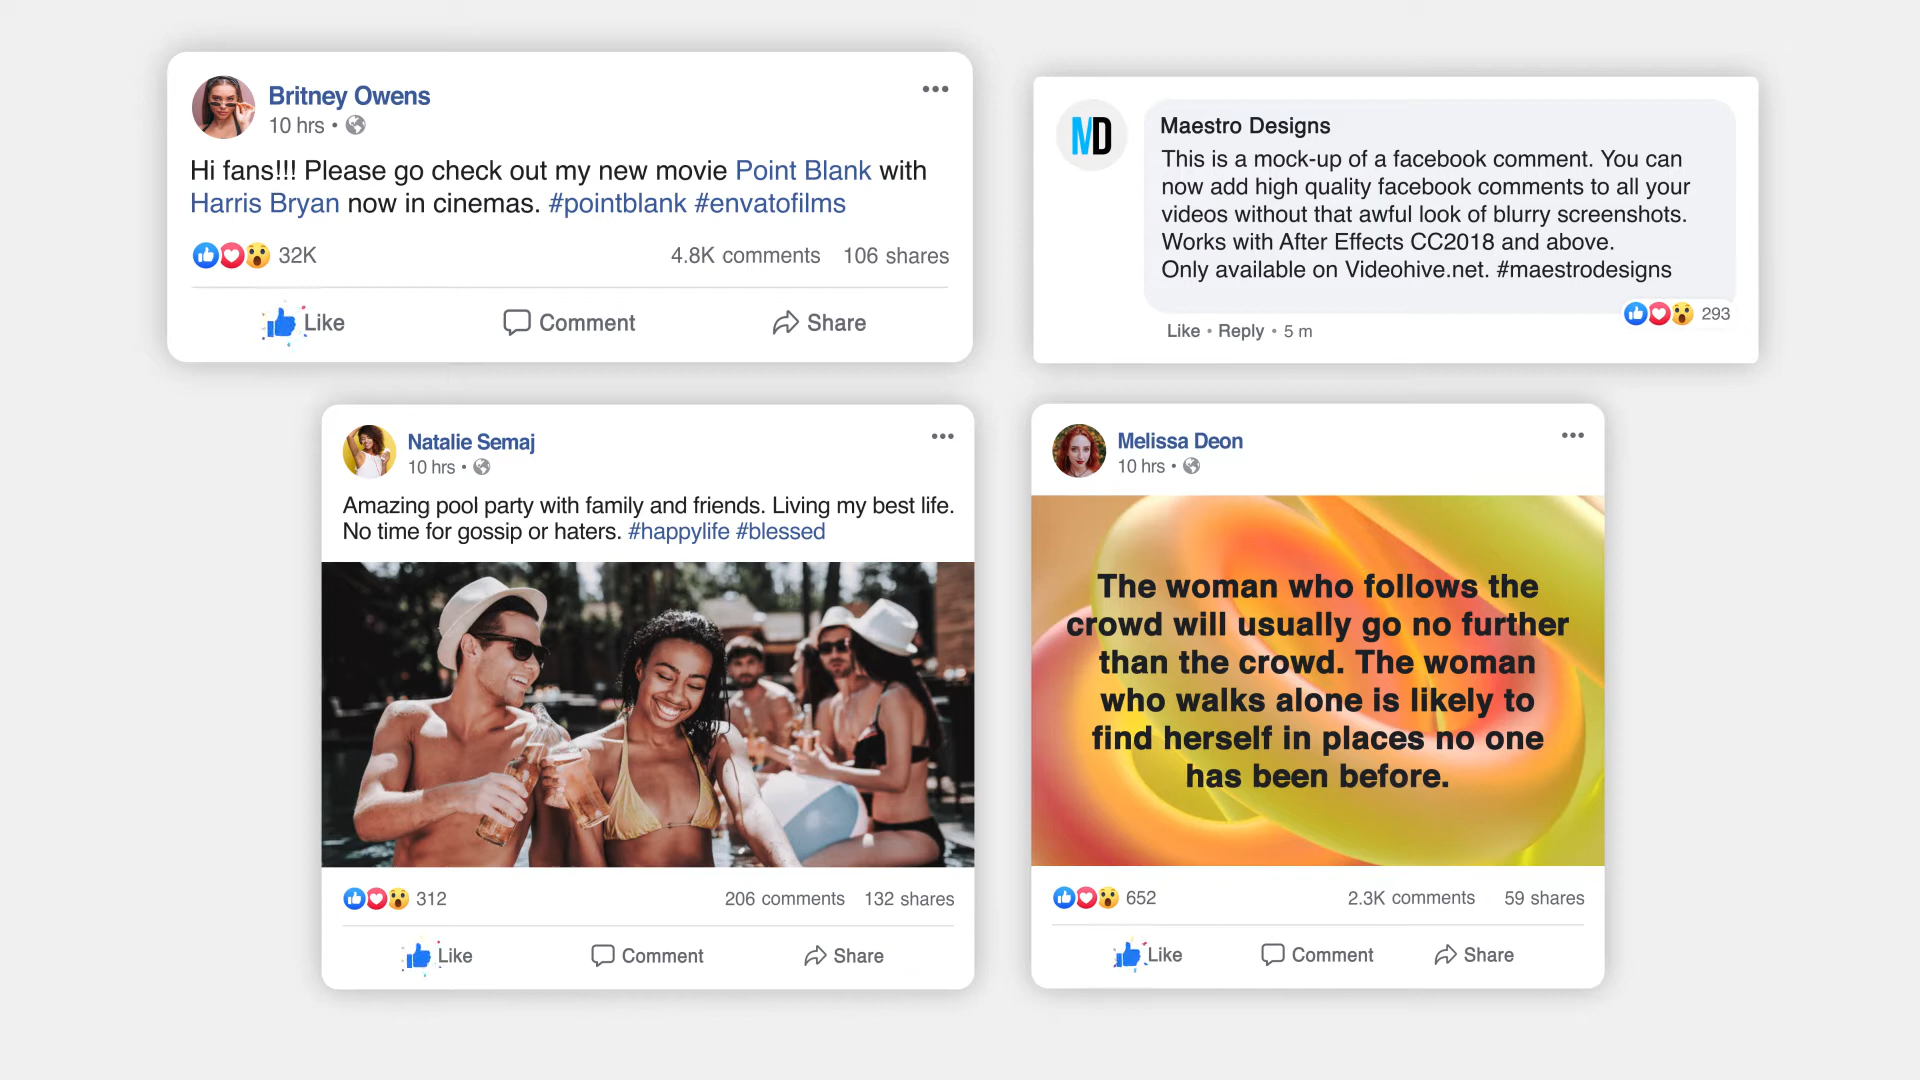 Britney Owens
10 hrs •
Hi fans!!! Please go check out my new movie Point Blank with
Harris Bryan now in cinemas. #pointblank #envatofilms
32K 4.8K comments 106 shares
Like Comment Share
MD
Maestro Designs
This is a mock-up of a facebook comment. You can
now add high quality facebook comments to all your
videos without that awful look of blurry screenshots.
Works with After Effects CC2018 and above.
Only available on Videohive.net. #maestrodesigns
293
Like • Reply • 5 m
Natalie Semaj
10 hrs •
Amazing pool party with family and friends. Living my best life.
No time for gossip or haters. #happylife #blessed
312 206 comments 132 shares
Like Comment Share
Melissa Deon
10 hrs •
The woman who follows the
crowd will usually go no further
than the crowd. The woman
who walks alone is likely to
find herself in places no one
has been before.
652 2.3K comments 59 shares
Like Comment Share